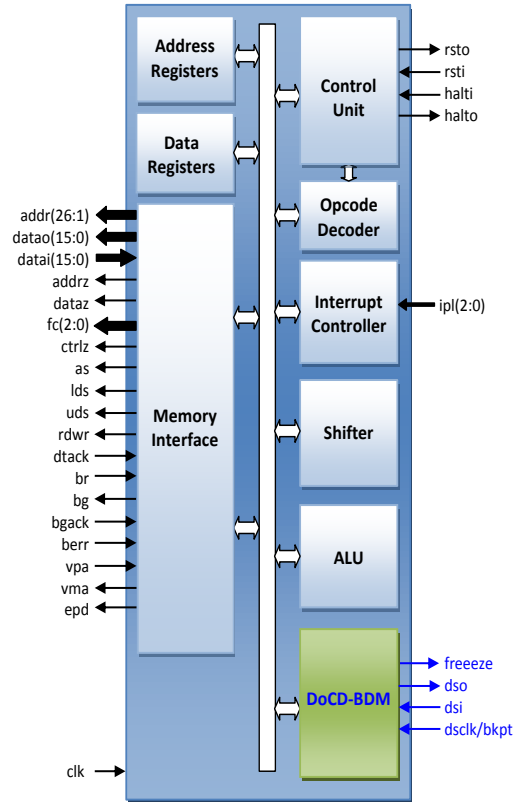 Address
Registers
Data
Registers
Memory
Interface
Control
Unit
Opcode
Decoder
Interrupt
Controller
Shifter
ALU
DoCD-BDM
addr(26:1)
datao(15:0)
datai(15:0)
addrz
dataz
fc(2:0)
ctrlz
as
lds
uds
rdwr
dtack
br
bg
bgack
berr
vpa
vma
epd
clk
rsto
rsti
halti
halto
ipl(2:0)
freeeze
dso
dsi
dsclk/bkpt